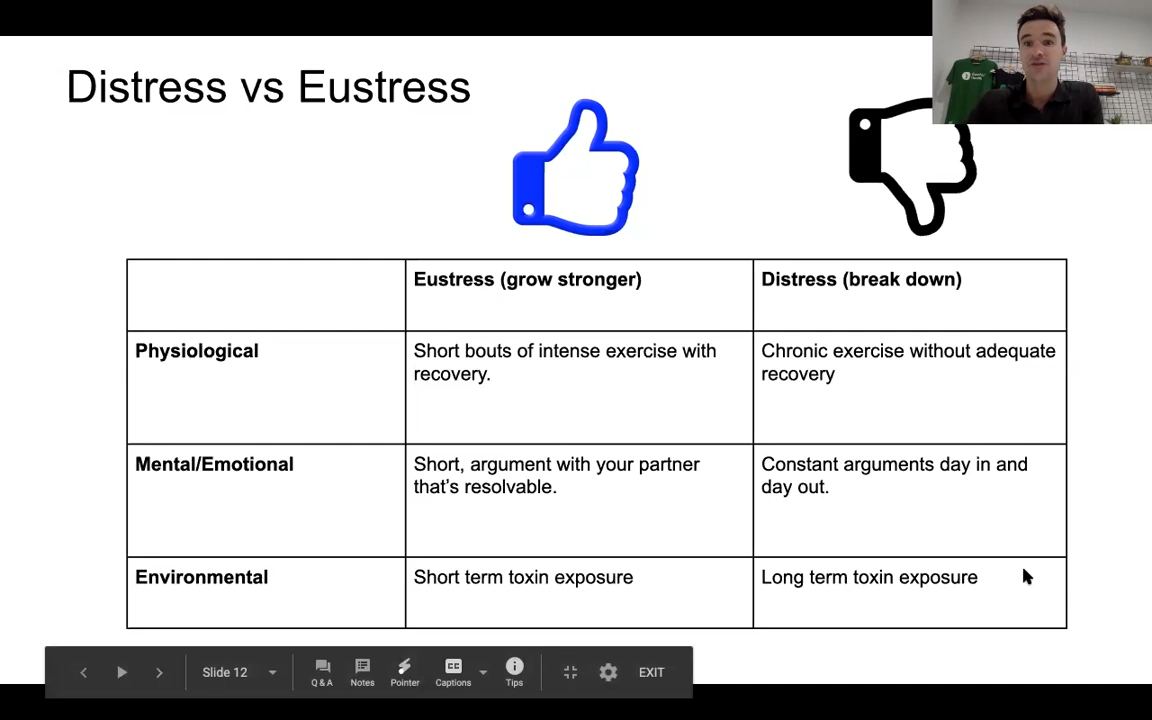 Distress vs Eustress
Eustress (grow stronger)
Distress (break down)
Physiological
Short bouts of intense exercise with
recovery.
Chronic exercise without adequate
recovery
Mental/Emotional
Short, argument with your partner
that's resolvable.
Constant arguments day in and
day out.
Environmental
Short term toxin exposure
Long term toxin exposure
Slide 12
Q & A
Notes
Pointer
CC
Captions
Tips
EXIT